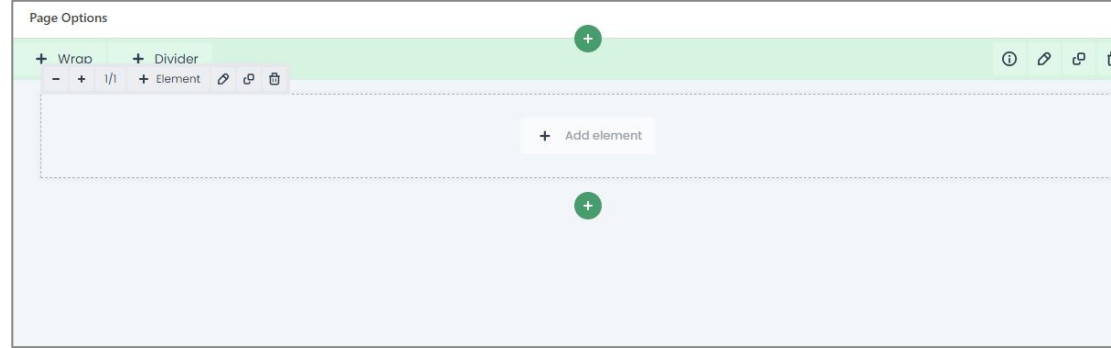 Page Options
+ Wrap + Divider
- + 1/1 + Element
+ Add element